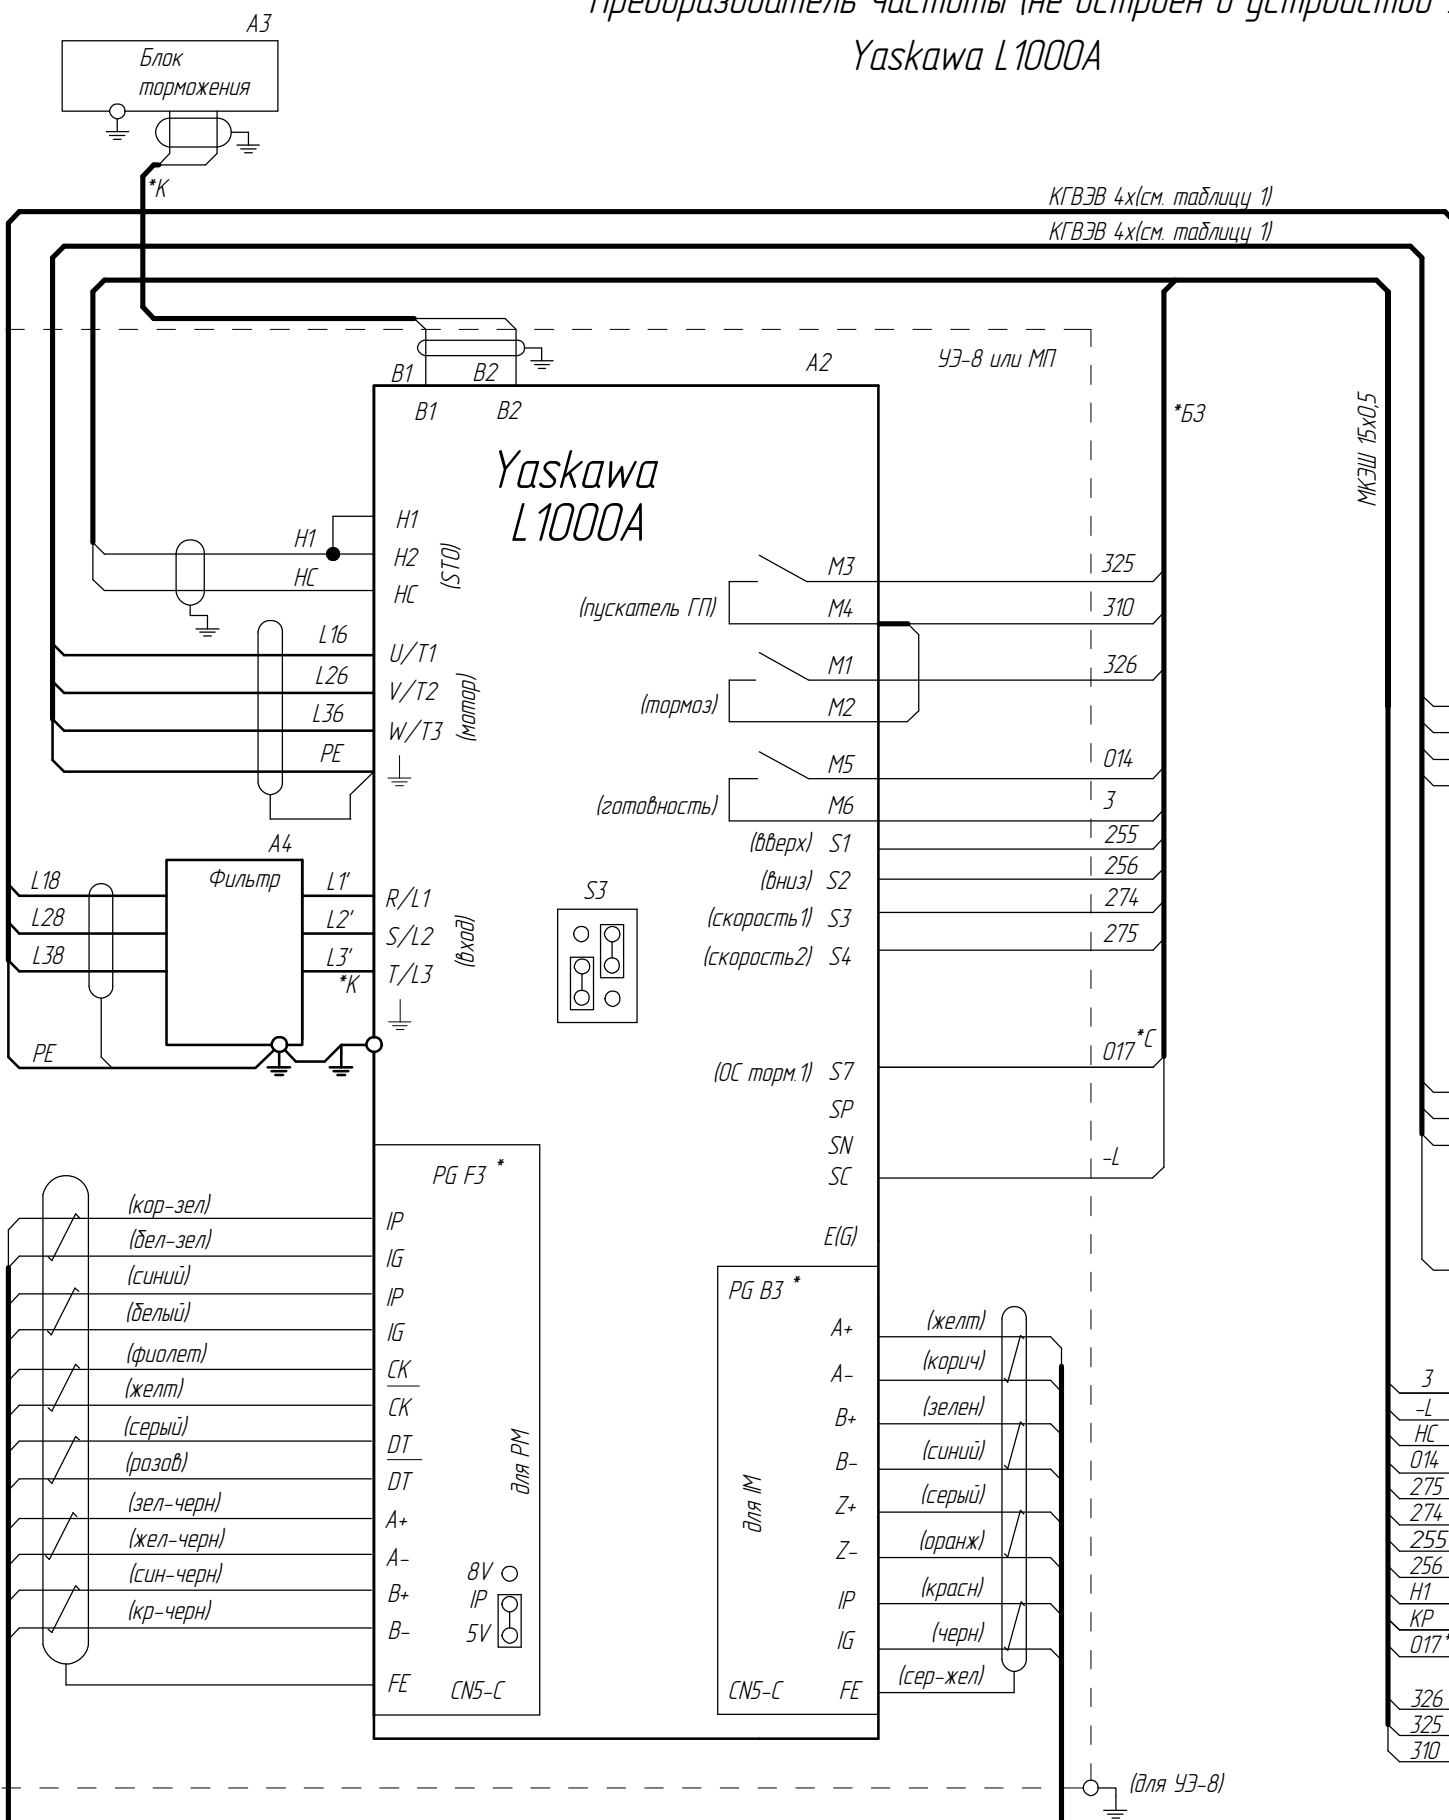 Преобразователь частоты (не встроен в устройство
Yaskawa L1000A
A3
Блок
торможения
*К
КГВЭВ 4х(см. таблицу 1)
КГВЭВ 4х(см. таблицу 1)
УЭ-8 или МП
A2
B1
B2
B1
B2
*БЗ
МКЭШ 15х0,5
Yaskawa
L1000A
H1
HC
H1
H2
HC
(STO)
L16
L26
L36
PE
U/T1
V/T2
W/T3
(мотор)
A4
Фильтр
L18
L28
L38
PE
L1'
L2'
L3'
*К
R/L1
S/L2
T/L3
(вход)
S3
(пускатель ГП)
M3
325
M4
310
(тормоз)
M1
326
M2
(готовность)
M5
014
M6
3
(вверх) S1
255
(вниз) S2
256
(скорость1) S3
274
(скорость2) S4
275
(ОС торм.1) S7
017*С
SP
SN
SC
-L
E(G)
PG F3 *
(кор-зел)
IP
(бел-зел)
IG
(синий)
IP
(белый)
IG
(фиолет)
CK
(желт)
CK
(серый)
DT
(розов)
DT
(зел-черн)
A+
(жел-черн)
A-
(син-черн)
B+
(кр-черн)
B-
FE
для РМ
8V
IP
5V
CN5-C
PG B3 *
A+
(желт)
A-
(корич)
B+
(зелен)
B-
(синий)
Z+
(серый)
Z-
(оранж)
IP
(красн)
IG
(черн)
FE
(сер-жел)
для IM
CN5-C
3
-L
HC
014
275
274
255
256
H1
КР
017*
326
325
310
(для УЭ-8)